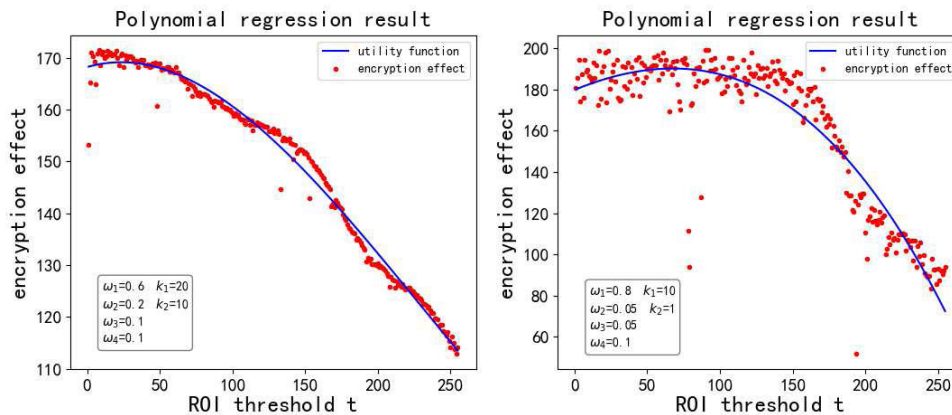 Polynomial regression result
utility function
encryption effect
170
160
150
140
130
120
110
encryption effect
ω1=0.6 k1=20
ω2=0.2 k2=10
ω3=0.1
ω4=0.1
0 50 100 150 200 250
ROI threshold t
Polynomial regression result
utility function
encryption effect
200
180
160
140
120
100
80
60
encryption effect
ω1=0.8 k1=10
ω2=0.05 k2=1
ω3=0.05
ω4=0.1
0 50 100 150 200 250
ROI threshold t